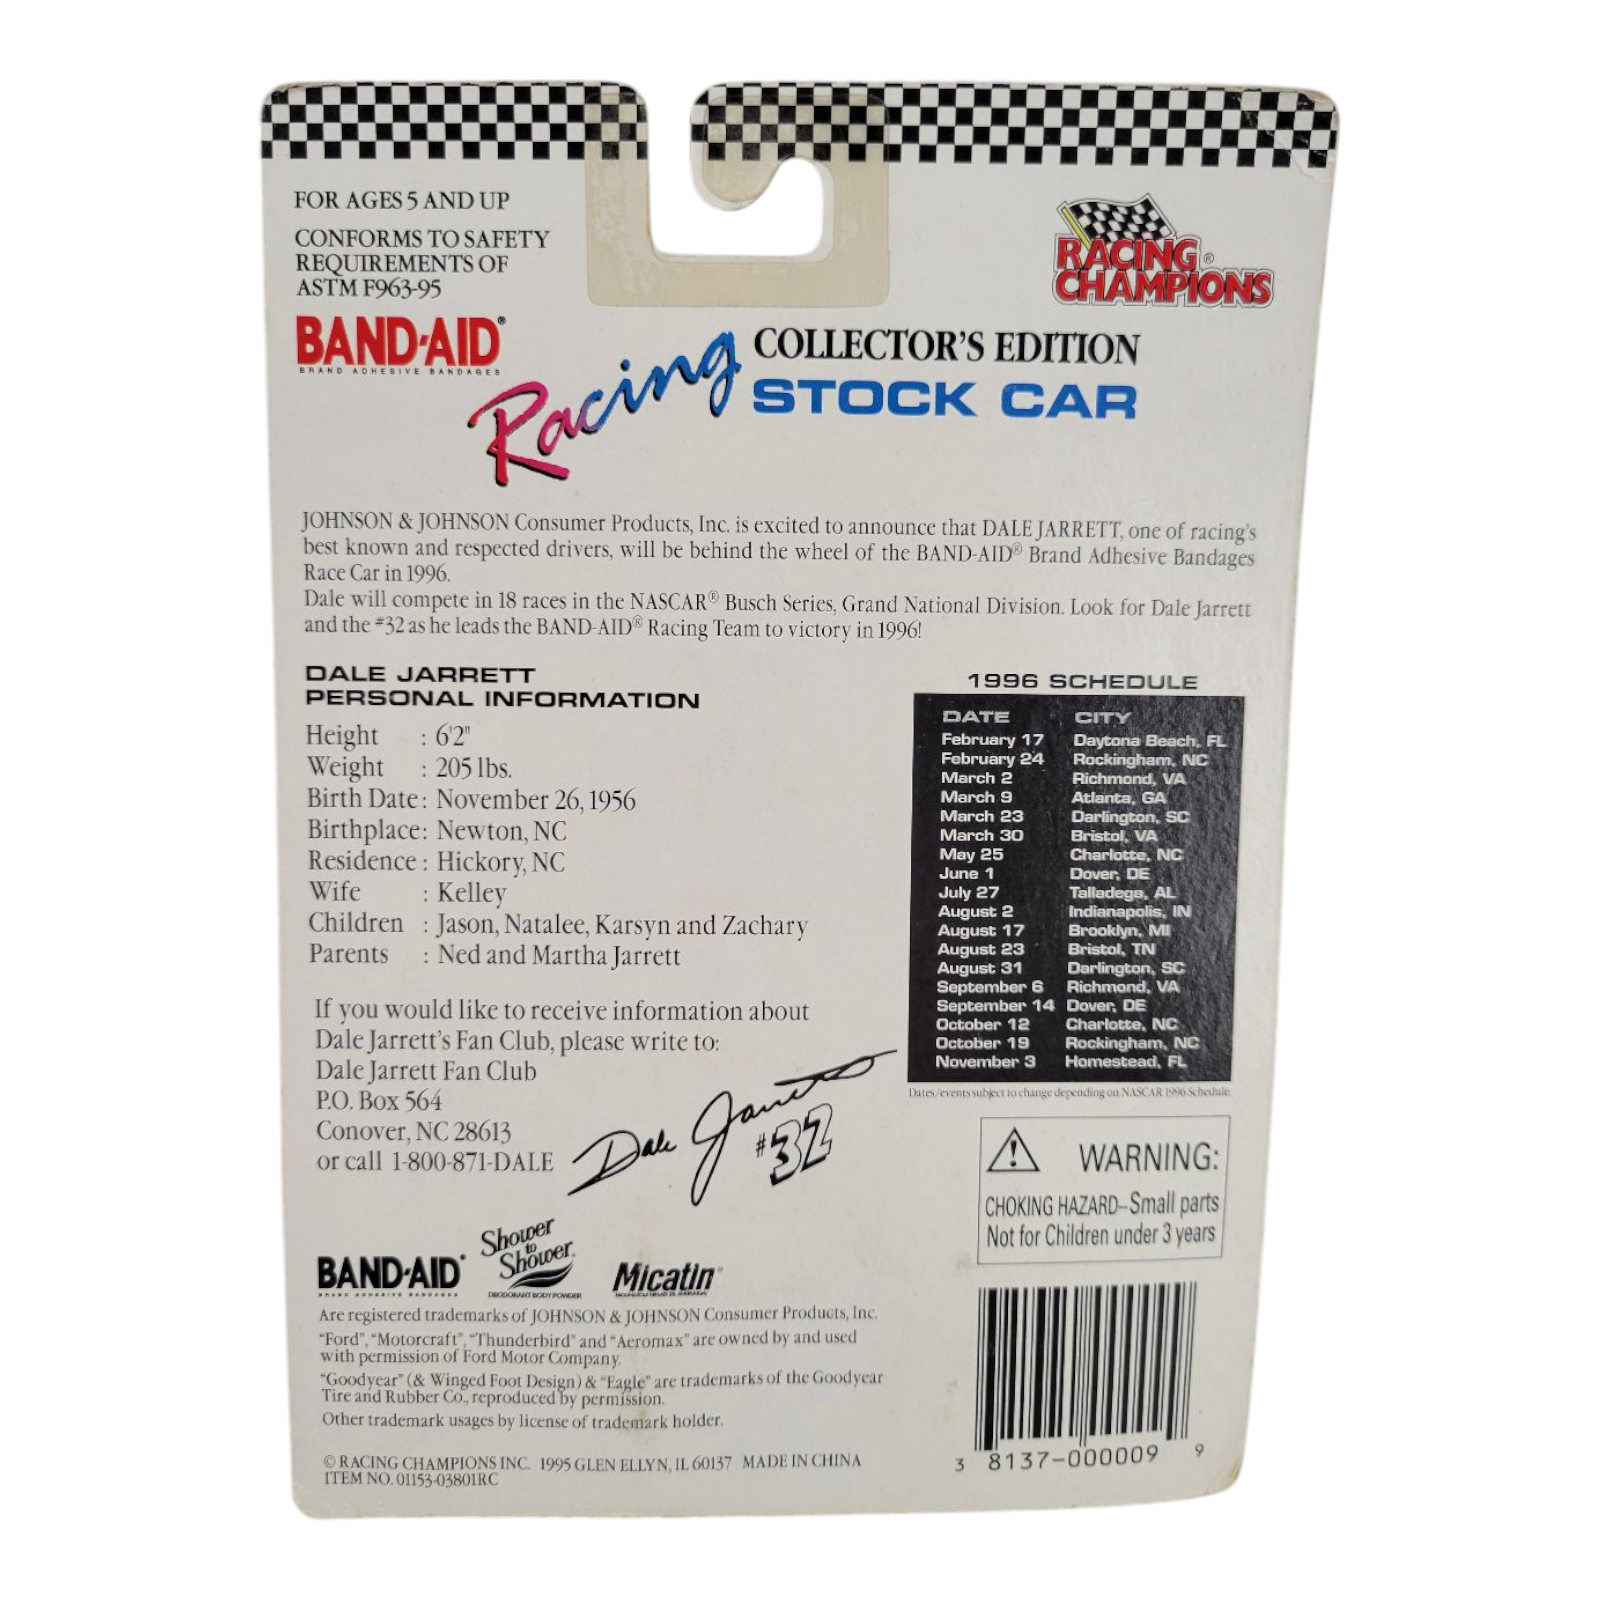 FOR AGES 5 AND UP
CONFORMS TO SAFETY
REQUIREMENTS OF
ASTM F963-95
RACING®
CHAMPIONS
BAND-AID®
BRAND ADHESIVE BANDAGES
Racing
COLLECTOR'S EDITION
STOCK CAR
JOHNSON & JOHNSON Consumer Products, Inc. is excited to announce that DALE JARRETT, one of racing's
best known and respected drivers, will be behind the wheel of the BAND-AID® Brand Adhesive Bandages
Race Car in 1996.
Dale will compete in 18 races in the NASCAR® Busch Series, Grand National Division. Look for Dale Jarrett
and the #32 as he leads the BAND-AID® Racing Team to victory in 1996!
DALE JARRETT
PERSONAL INFORMATION
Height : 6'2"
Weight : 205 lbs.
Birth Date: November 26, 1956
Birthplace: Newton, NC
Residence : Hickory, NC
Wife : Kelley
Children : Jason, Natalee, Karsyn and Zachary
Parents : Ned and Martha Jarrett
If you would like to receive information about
Dale Jarrett's Fan Club, please write to:
Dale Jarrett Fan Club
P.O. Box 564
Conover, NC 28613
or call 1-800-871-DALE
Dale Jarrett
#32
1996 SCHEDULE
DATE CITY
February 17 Daytona Beach, FL
February 24 Rockingham, NC
March 2 Richmond, VA
March 9 Atlanta, GA
March 23 Darlington, SC
March 30 Bristol, VA
May 25 Charlotte, NC
June 1 Dover, DE
July 27 Talladega, AL
August 2 Indianapolis, IN
August 17 Brooklyn, MI
August 23 Bristol, TN
August 31 Darlington, SC
September 6 Richmond, VA
September 14 Dover, DE
October 12 Charlotte, NC
October 19 Rockingham, NC
November 3 Homestead, FL
Dates/events subject to change depending on NASCAR 1996 Schedule.
WARNING:
CHOKING HAZARD--Small parts
Not for Children under 3 years
BAND-AID®
BRAND ADHESIVE BANDAGES
Shower
to
Shower
DEODORANT BODY POWDER
Micatin®
Are registered trademarks of JOHNSON & JOHNSON Consumer Products, Inc.
"Ford", "Motorcraft", "Thunderbird" and "Aeromax" are owned by and used
with permission of Ford Motor Company.
"Goodyear" (& Winged Foot Design) & "Eagle" are trademarks of the Goodyear
Tire and Rubber Co., reproduced by permission.
Other trademark usages by license of trademark holder.
© RACING CHAMPIONS INC. 1995 GLEN ELLYN, IL 60137 MADE IN CHINA
ITEM NO. 01153-03801RC
3 8137-000009 9